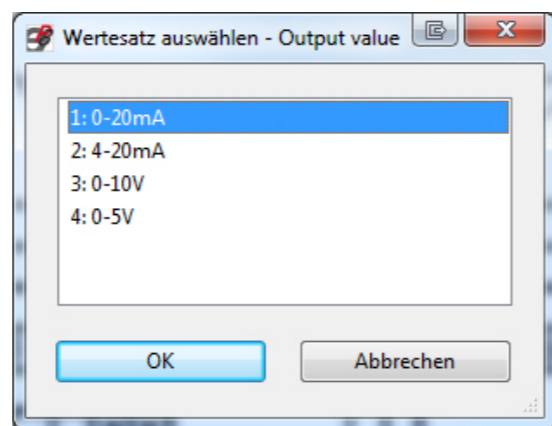 Wertesatz auswählen - Output value
1: 0-20mA
2: 4-20mA
3: 0-10V
4: 0-5V
OK
Abbrechen